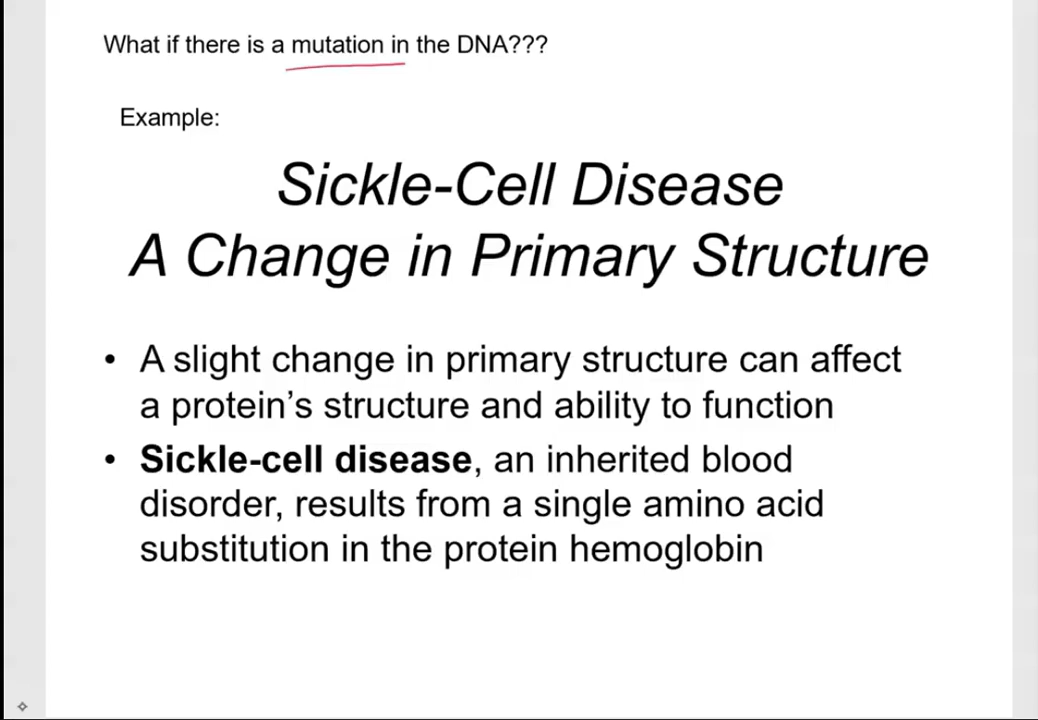 What if there is a mutation in the DNA???
Example:
Sickle-Cell Disease
A Change in Primary Structure
• A slight change in primary structure can affect
a protein’s structure and ability to function
• Sickle-cell disease, an inherited blood
disorder, results from a single amino acid
substitution in the protein hemoglobin